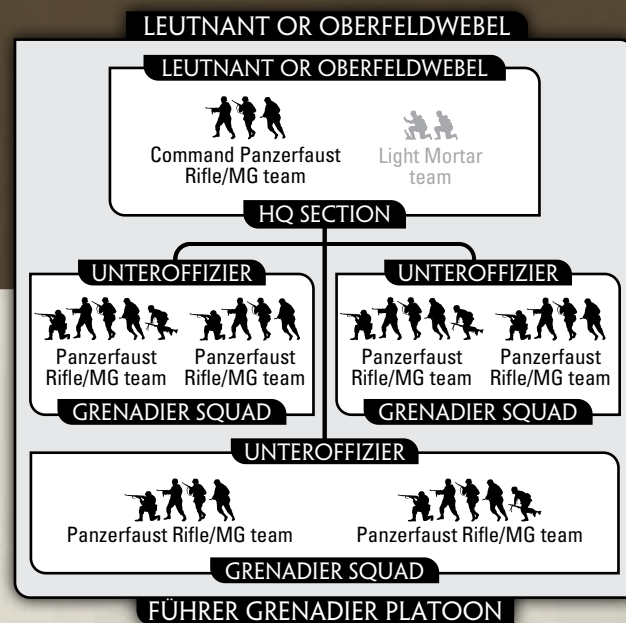 LEUTNANT OR OBERFELDWEBEL
LEUTNANT OR OBERFELDWEBEL
Command Panzerfaust
Rifle/MG team
Light Mortar
team
HQ SECTION
UNTEROFFIZIER
Panzerfaust
Rifle/MG team
Panzerfaust
Rifle/MG team
GRENADIER SQUAD
UNTEROFFIZIER
Panzerfaust
Rifle/MG team
Panzerfaust
Rifle/MG team
GRENADIER SQUAD
UNTEROFFIZIER
Panzerfaust Rifle/MG team
Panzerfaust Rifle/MG team
GRENADIER SQUAD
FÜHRER GRENADIER PLATOON